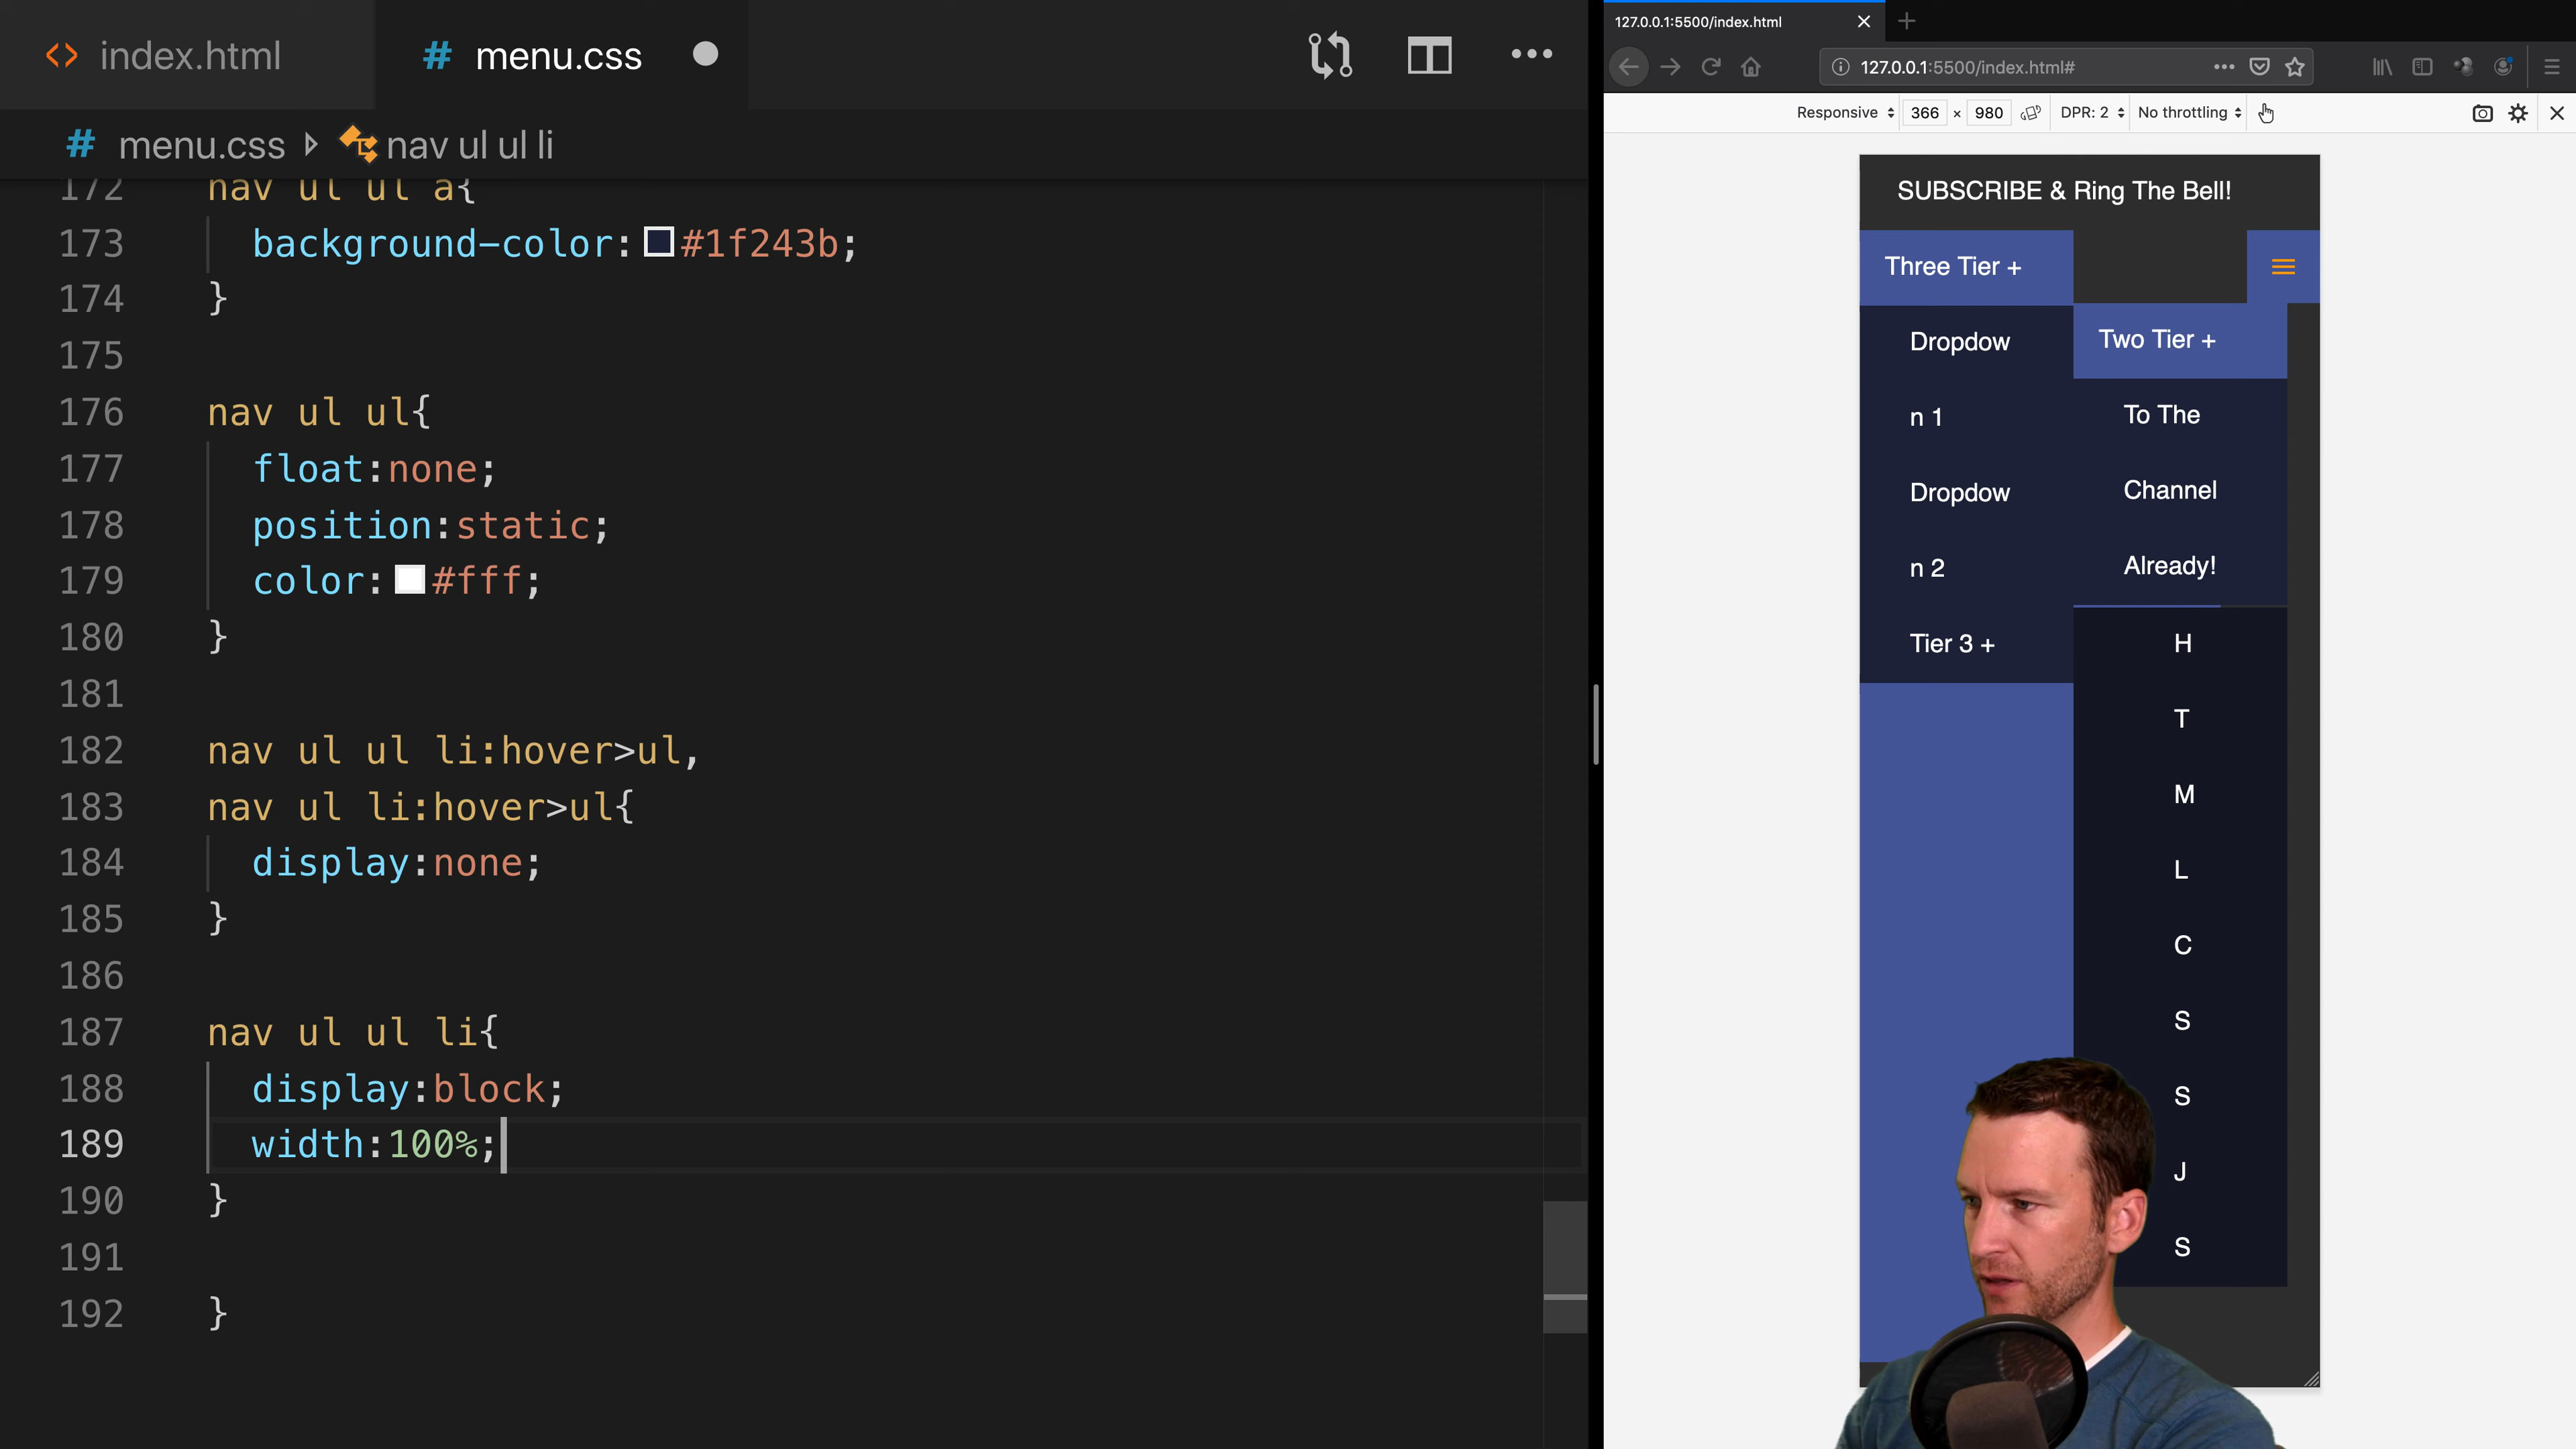 index.html
menu.css
menu.css
nav ul ul li
172 nav ul ul a{
173 background-color: #1f243b;
174 }
175
176 nav ul ul{
177 float:none;
178 position:static;
179 color: #fff;
180 }
181
182 nav ul ul li:hover>ul,
183 nav ul li:hover>ul{
184 display:none;
185 }
186
187 nav ul ul li{
188 display:block;
189 width:100%;
190 }
191
192 }
127.0.0.1:5500/index.html
127.0.0.1:5500/index.html#
Responsive 366 × 980 DPR: 2 No throttling
SUBSCRIBE & Ring The Bell!
Three Tier +
Dropdow
n 1
Dropdow
n 2
Tier 3 +
Two Tier +
To The
Channel
Already!
H
T
M
L
C
S
S
J
S